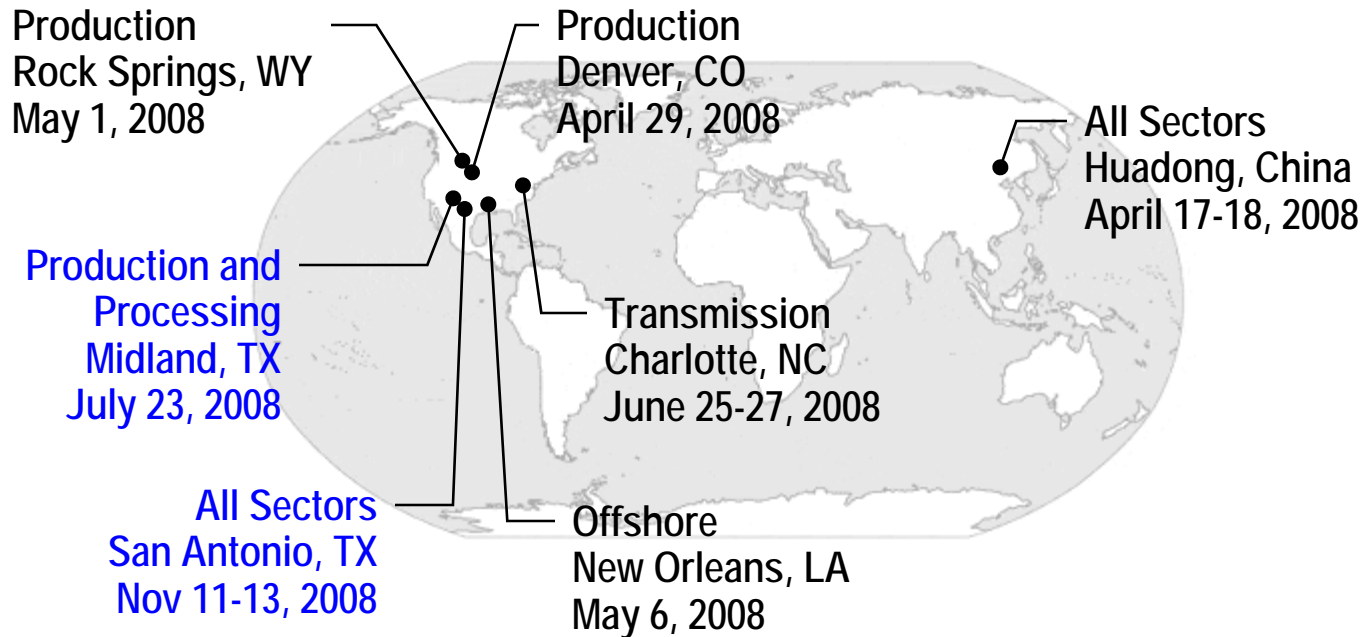 Production
Rock Springs, WY
May 1, 2008
Production
Denver, CO
April 29, 2008
All Sectors
Huadong, China
April 17-18, 2008
Production and
Processing
Midland, TX
July 23, 2008
Transmission
Charlotte, NC
June 25-27, 2008
All Sectors
San Antonio, TX
Nov 11-13, 2008
Offshore
New Orleans, LA
May 6, 2008